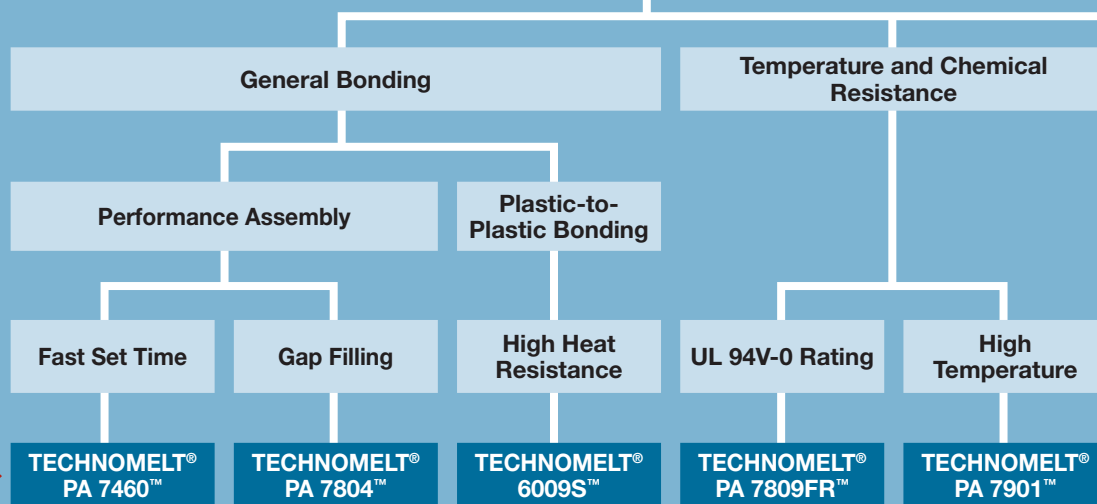 General Bonding
Temperature and Chemical
Resistance
Performance Assembly
Plastic-to-
Plastic Bonding
Fast Set Time
Gap Filling
High Heat
Resistance
UL 94V-0 Rating
High
Temperature
TECHNOMELT®
PA 7460™
TECHNOMELT®
PA 7804™
TECHNOMELT®
6009S™
TECHNOMELT®
PA 7809FR™
TECHNOMELT®
PA 7901™